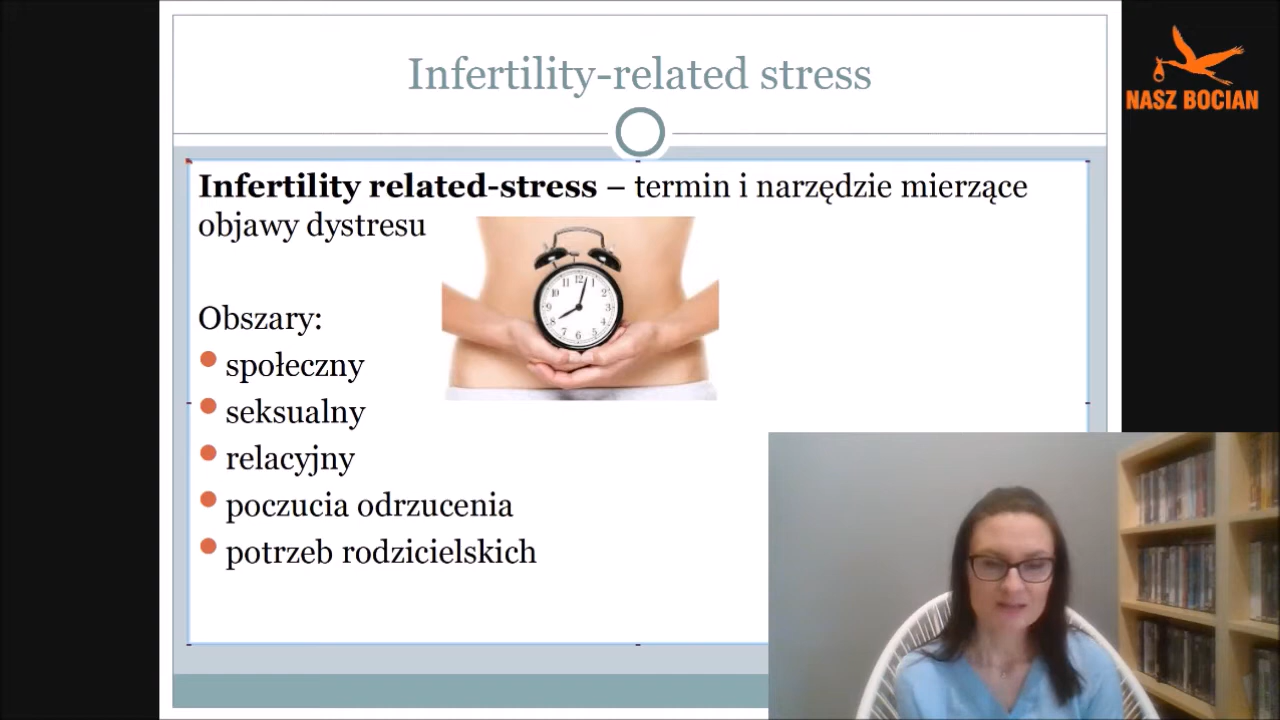 Infertility-related stress
NASZ BOCIAN
Infertility related-stress – termin i narzędzie mierzące
objawy dystresu
Obszary:
społeczny
seksualny
relacyjny
poczucia odrzucenia
potrzeb rodzicielskich